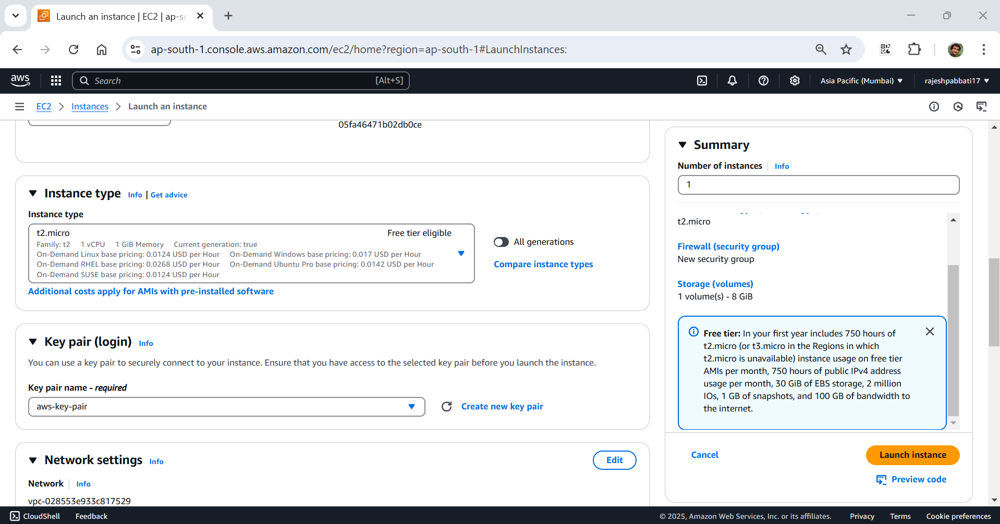 Launch an instance | EC2 | ap-so
ap-south-1.console.aws.amazon.com/ec2/home?region=ap-south-1#LaunchInstances:
aws
Search [Alt+S]
Asia Pacific (Mumbai)
rajeshpabbati17
EC2
Instances
Launch an instance
05fa46471b02db0ce
Instance type Info | Get advice
Instance type
t2.micro Free tier eligible
Family: t2 1 vCPU 1 GiB Memory Current generation: true
On-Demand Linux base pricing: 0.0124 USD per Hour On-Demand Windows base pricing: 0.017 USD per Hour
On-Demand RHEL base pricing: 0.0268 USD per Hour On-Demand Ubuntu Pro base pricing: 0.0142 USD per Hour
On-Demand SUSE base pricing: 0.0124 USD per Hour
All generations
Compare instance types
Additional costs apply for AMIs with pre-installed software
Key pair (login) Info
You can use a key pair to securely connect to your instance. Ensure that you have access to the selected key pair before you launch the instance.
Key pair name - required
aws-key-pair
Create new key pair
Network settings Info
Edit
Network Info
vpc-028553e933c817529
Summary
Number of instances Info
1
t2.micro
Firewall (security group)
New security group
Storage (volumes)
1 volume(s) - 8 GiB
Free tier: In your first year includes 750 hours of
t2.micro (or t3.micro in the Regions in which
t2.micro is unavailable) instance usage on free tier
AMIs per month, 750 hours of public IPv4 address
usage per month, 30 GiB of EBS storage, 2 million
IOs, 1 GB of snapshots, and 100 GB of bandwidth to
the internet.
Cancel
Launch instance
Preview code
CloudShell
Feedback
© 2025, Amazon Web Services, Inc. or its affiliates.
Privacy
Terms
Cookie preferences